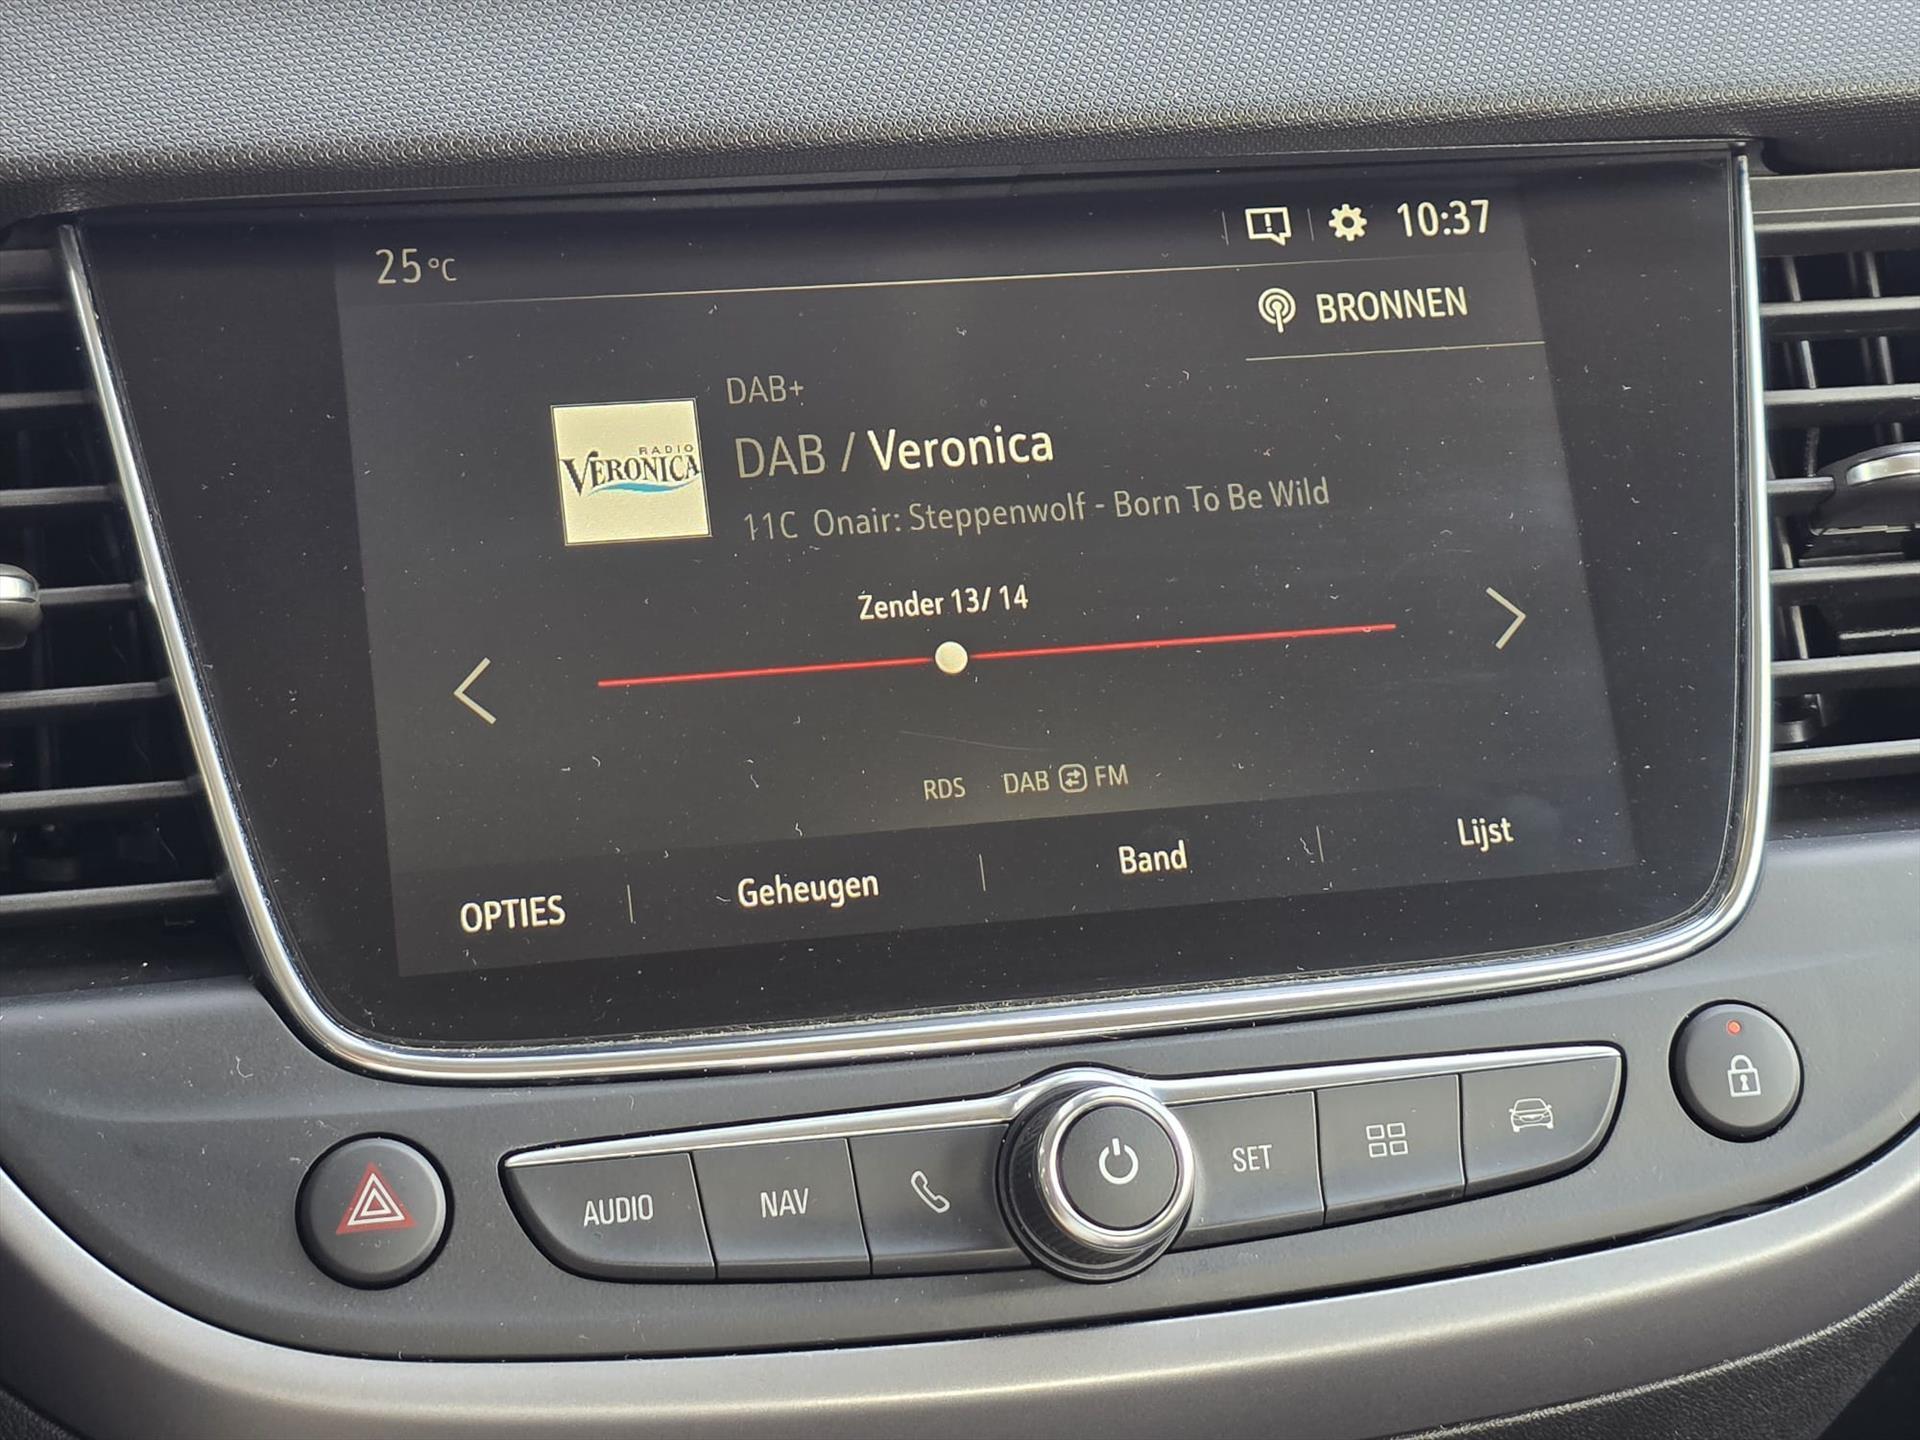 25 °C
10:37
BRONNEN
DAB+
RADIO
VERONICA
DAB / Veronica
11C Onair: Steppenwolf - Born To Be Wild
Zender 13/ 14
RDS DAB FM
OPTIES Geheugen Band Lijst
AUDIO NAV SET